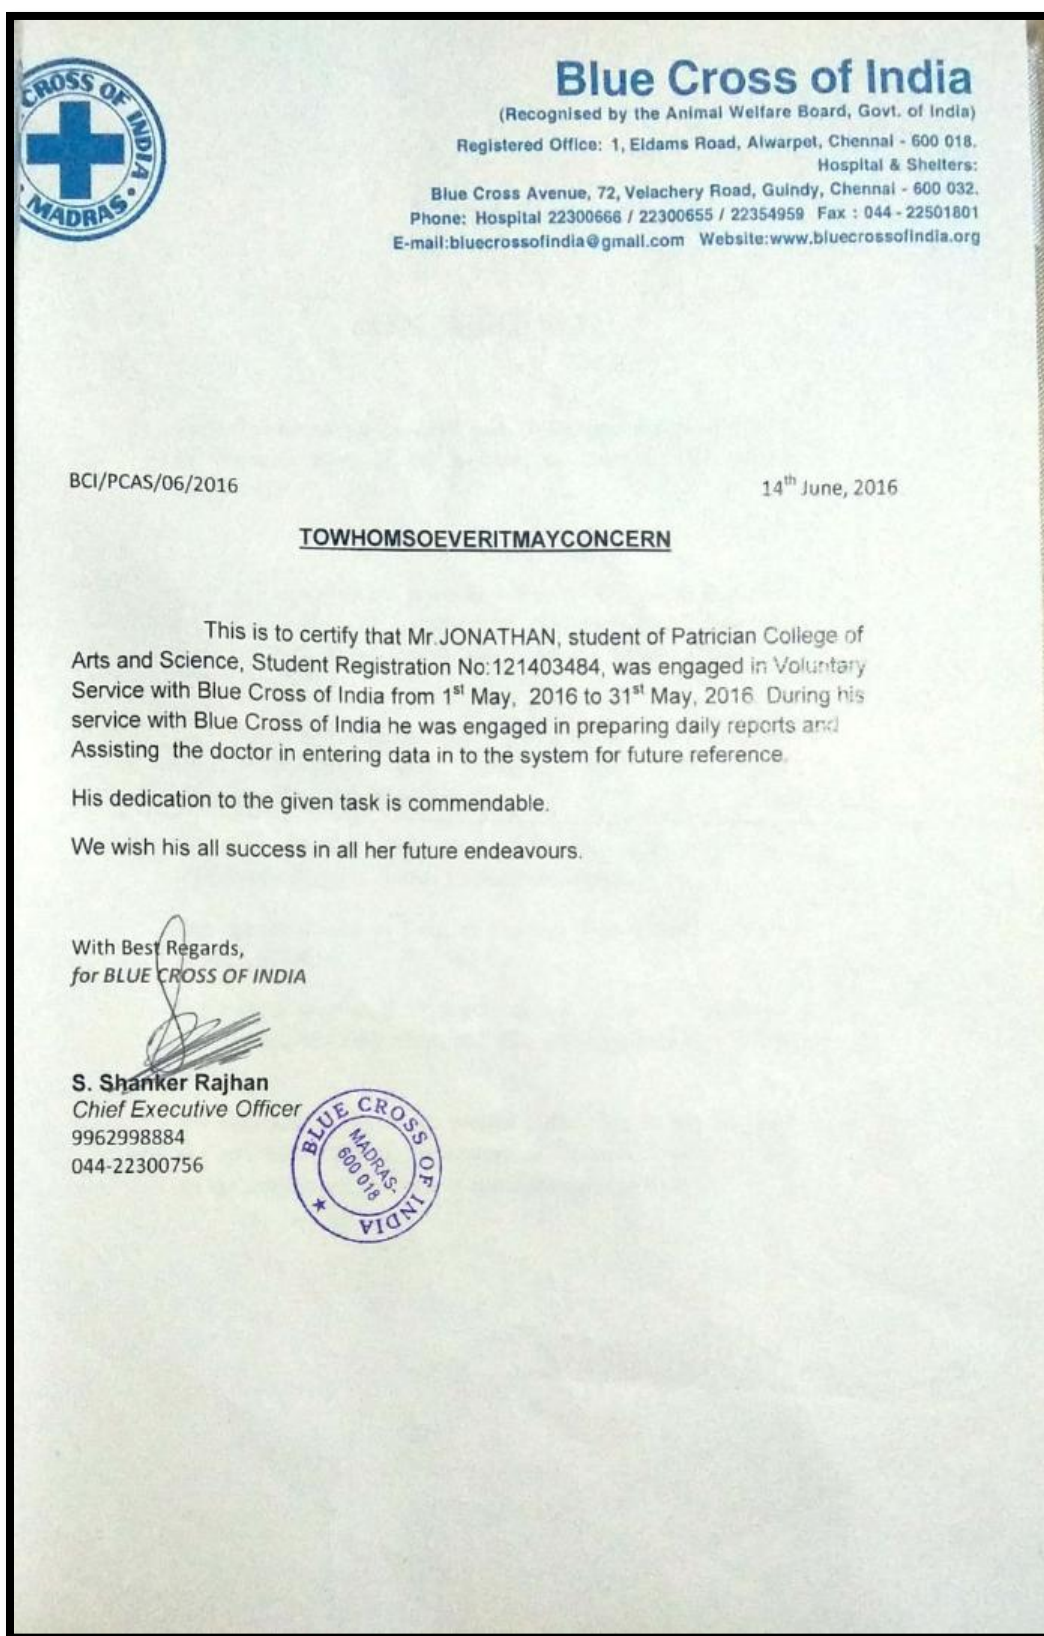 CROSS OF INDIA
• MADRAS •
Blue Cross of India
(Recognised by the Animal Welfare Board, Govt. of India)
Registered Office: 1, Eldams Road, Alwarpet, Chennai - 600 018.
Hospital & Shelters:
Blue Cross Avenue, 72, Velachery Road, Guindy, Chennai - 600 032.
Phone: Hospital 22300666 / 22300655 / 22354959 Fax : 044 - 22501801
E-mail:bluecrossofindia@gmail.com Website:www.bluecrossofindia.org
BCI/PCAS/06/2016 14th June, 2016
TOWHOMSOEVERITMAYCONCERN
This is to certify that Mr.JONATHAN, student of Patrician College of
Arts and Science, Student Registration No:121403484, was engaged in Voluntary
Service with Blue Cross of India from 1st May, 2016 to 31st May, 2016. During his
service with Blue Cross of India he was engaged in preparing daily reports and
Assisting the doctor in entering data in to the system for future reference.
His dedication to the given task is commendable.
We wish his all success in all her future endeavours.
With Best Regards,
for BLUE CROSS OF INDIA
S. Shanker Rajhan
Chief Executive Officer
9962998884
044-22300756
BLUE CROSS OF INDIA ★
MADRAS-
600 018